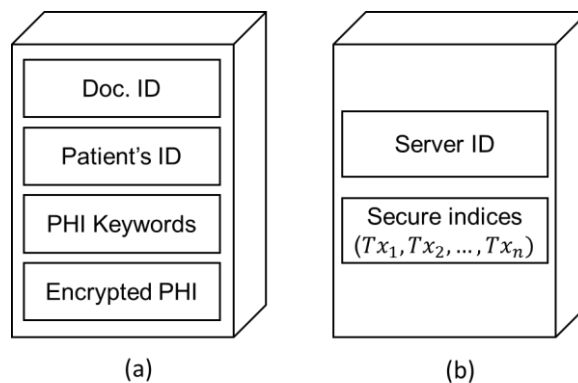 Doc. ID
Patient's ID
PHI Keywords
Encrypted PHI
(a)
Server ID
Secure indices
(𝑇𝑥₁, 𝑇𝑥₂, …, 𝑇𝑥ₙ)
(b)